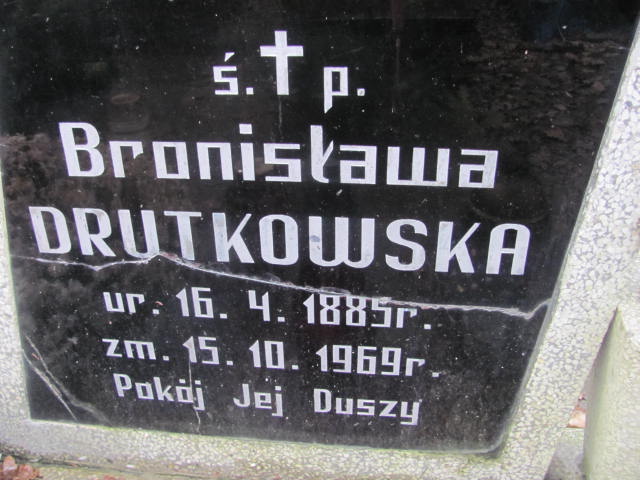 ś. p.
Bronisława
DRUTKOWSKA
ur. 16. 4. 1885r.
zm. 15. 10. 1969r.
Pokój Jej Duszy